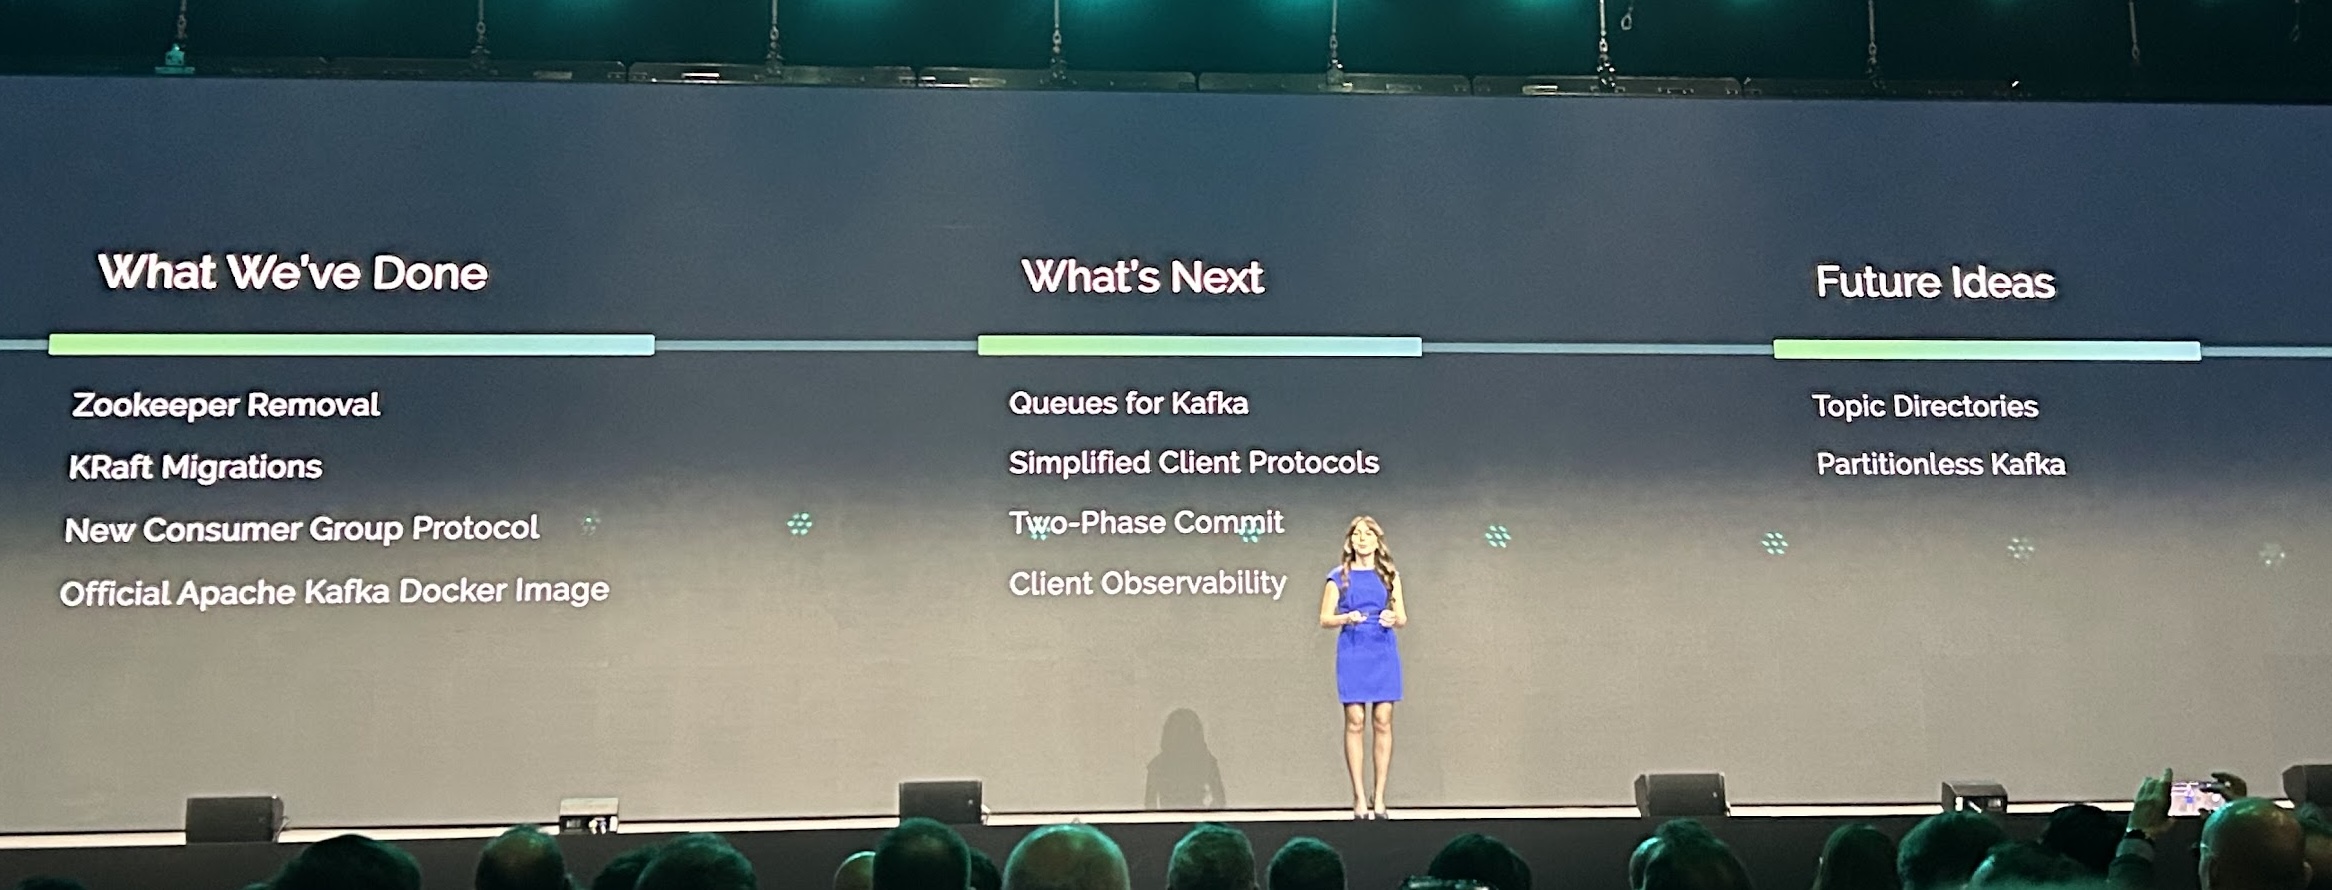 What We've Done
Zookeeper Removal
KRaft Migrations
New Consumer Group Protocol
Official Apache Kafka Docker Image
What's Next
Queues for Kafka
Simplified Client Protocols
Two-Phase Commit
Client Observability
Future Ideas
Topic Directories
Partitionless Kafka